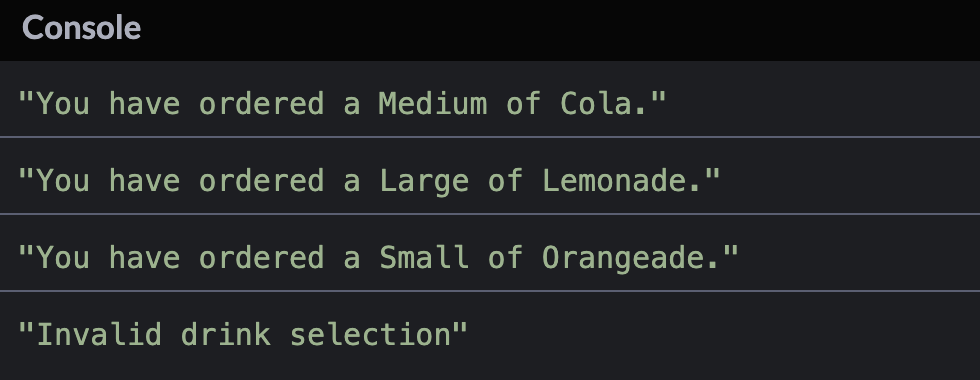 Console
"You have ordered a Medium of Cola."
"You have ordered a Large of Lemonade."
"You have ordered a Small of Orangeade."
"Invalid drink selection"